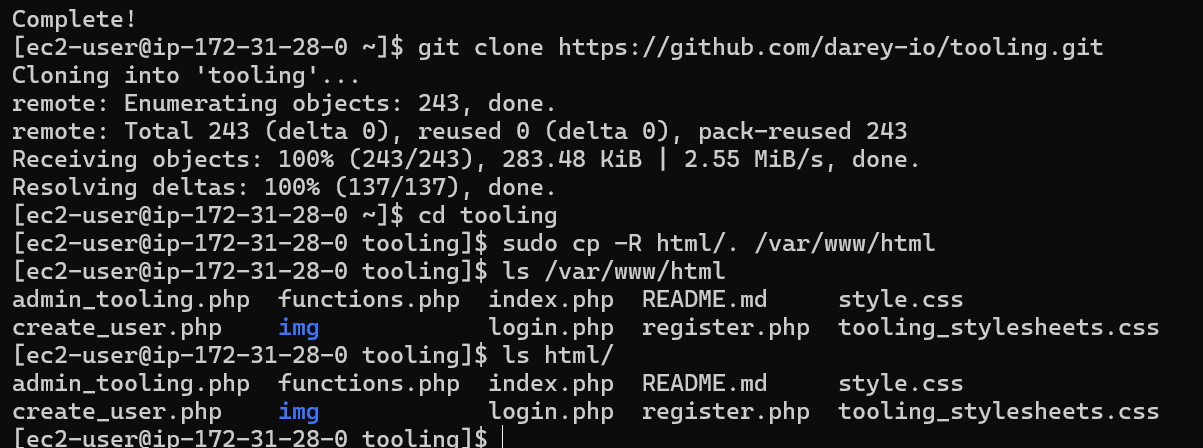 Complete!
[ec2-user@ip-172-31-28-0 ~]$ git clone https://github.com/darey-io/tooling.git
Cloning into 'tooling'...
remote: Enumerating objects: 243, done.
remote: Total 243 (delta 0), reused 0 (delta 0), pack-reused 243
Receiving objects: 100% (243/243), 283.48 KiB | 2.55 MiB/s, done.
Resolving deltas: 100% (137/137), done.
[ec2-user@ip-172-31-28-0 ~]$ cd tooling
[ec2-user@ip-172-31-28-0 tooling]$ sudo cp -R html/. /var/www/html
[ec2-user@ip-172-31-28-0 tooling]$ ls /var/www/html
admin_tooling.php  functions.php  index.php  README.md     style.css
create_user.php    img            login.php  register.php  tooling_stylesheets.css
[ec2-user@ip-172-31-28-0 tooling]$ ls html/
admin_tooling.php  functions.php  index.php  README.md     style.css
create_user.php    img            login.php  register.php  tooling_stylesheets.css
[ec2-user@ip-172-31-28-0 tooling]$